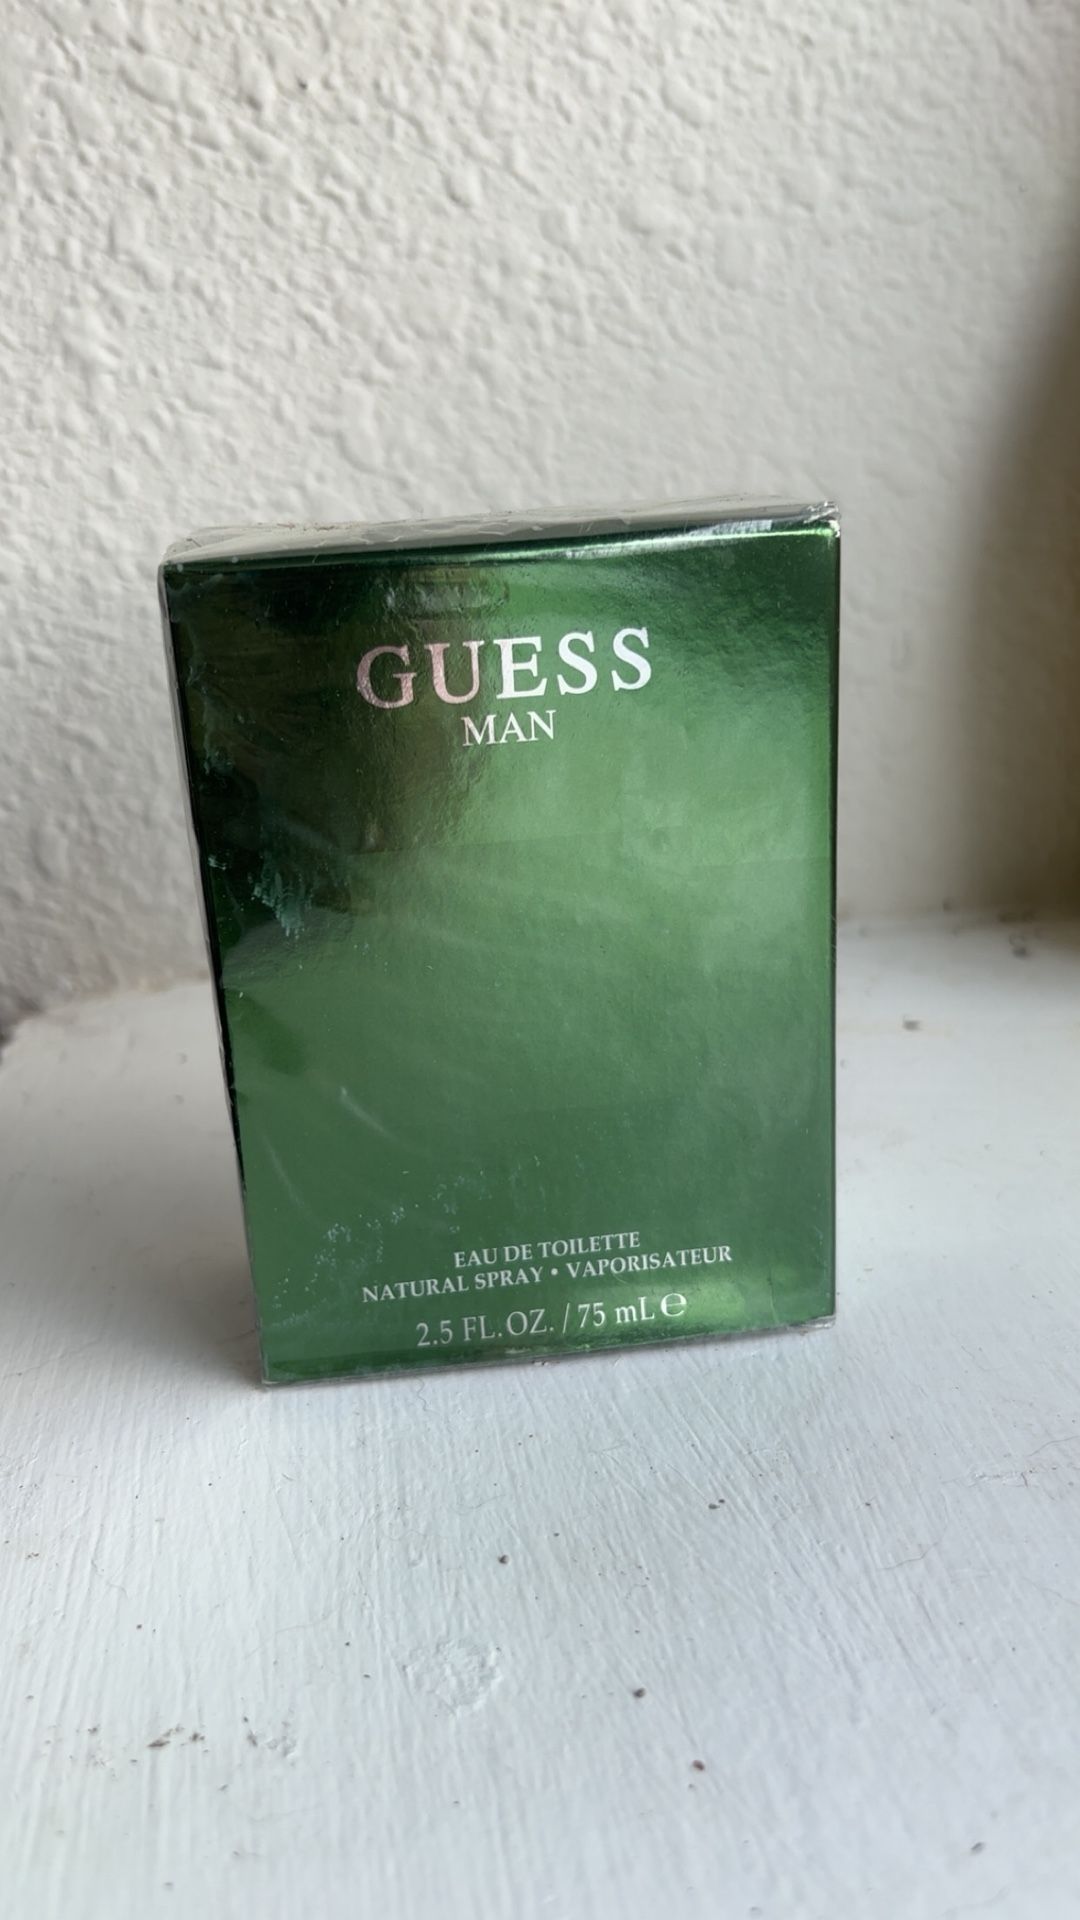 GUESS
MAN
EAU DE TOILETTE
NATURAL SPRAY • VAPORISATEUR
2.5 FL.OZ. / 75 mL ℮